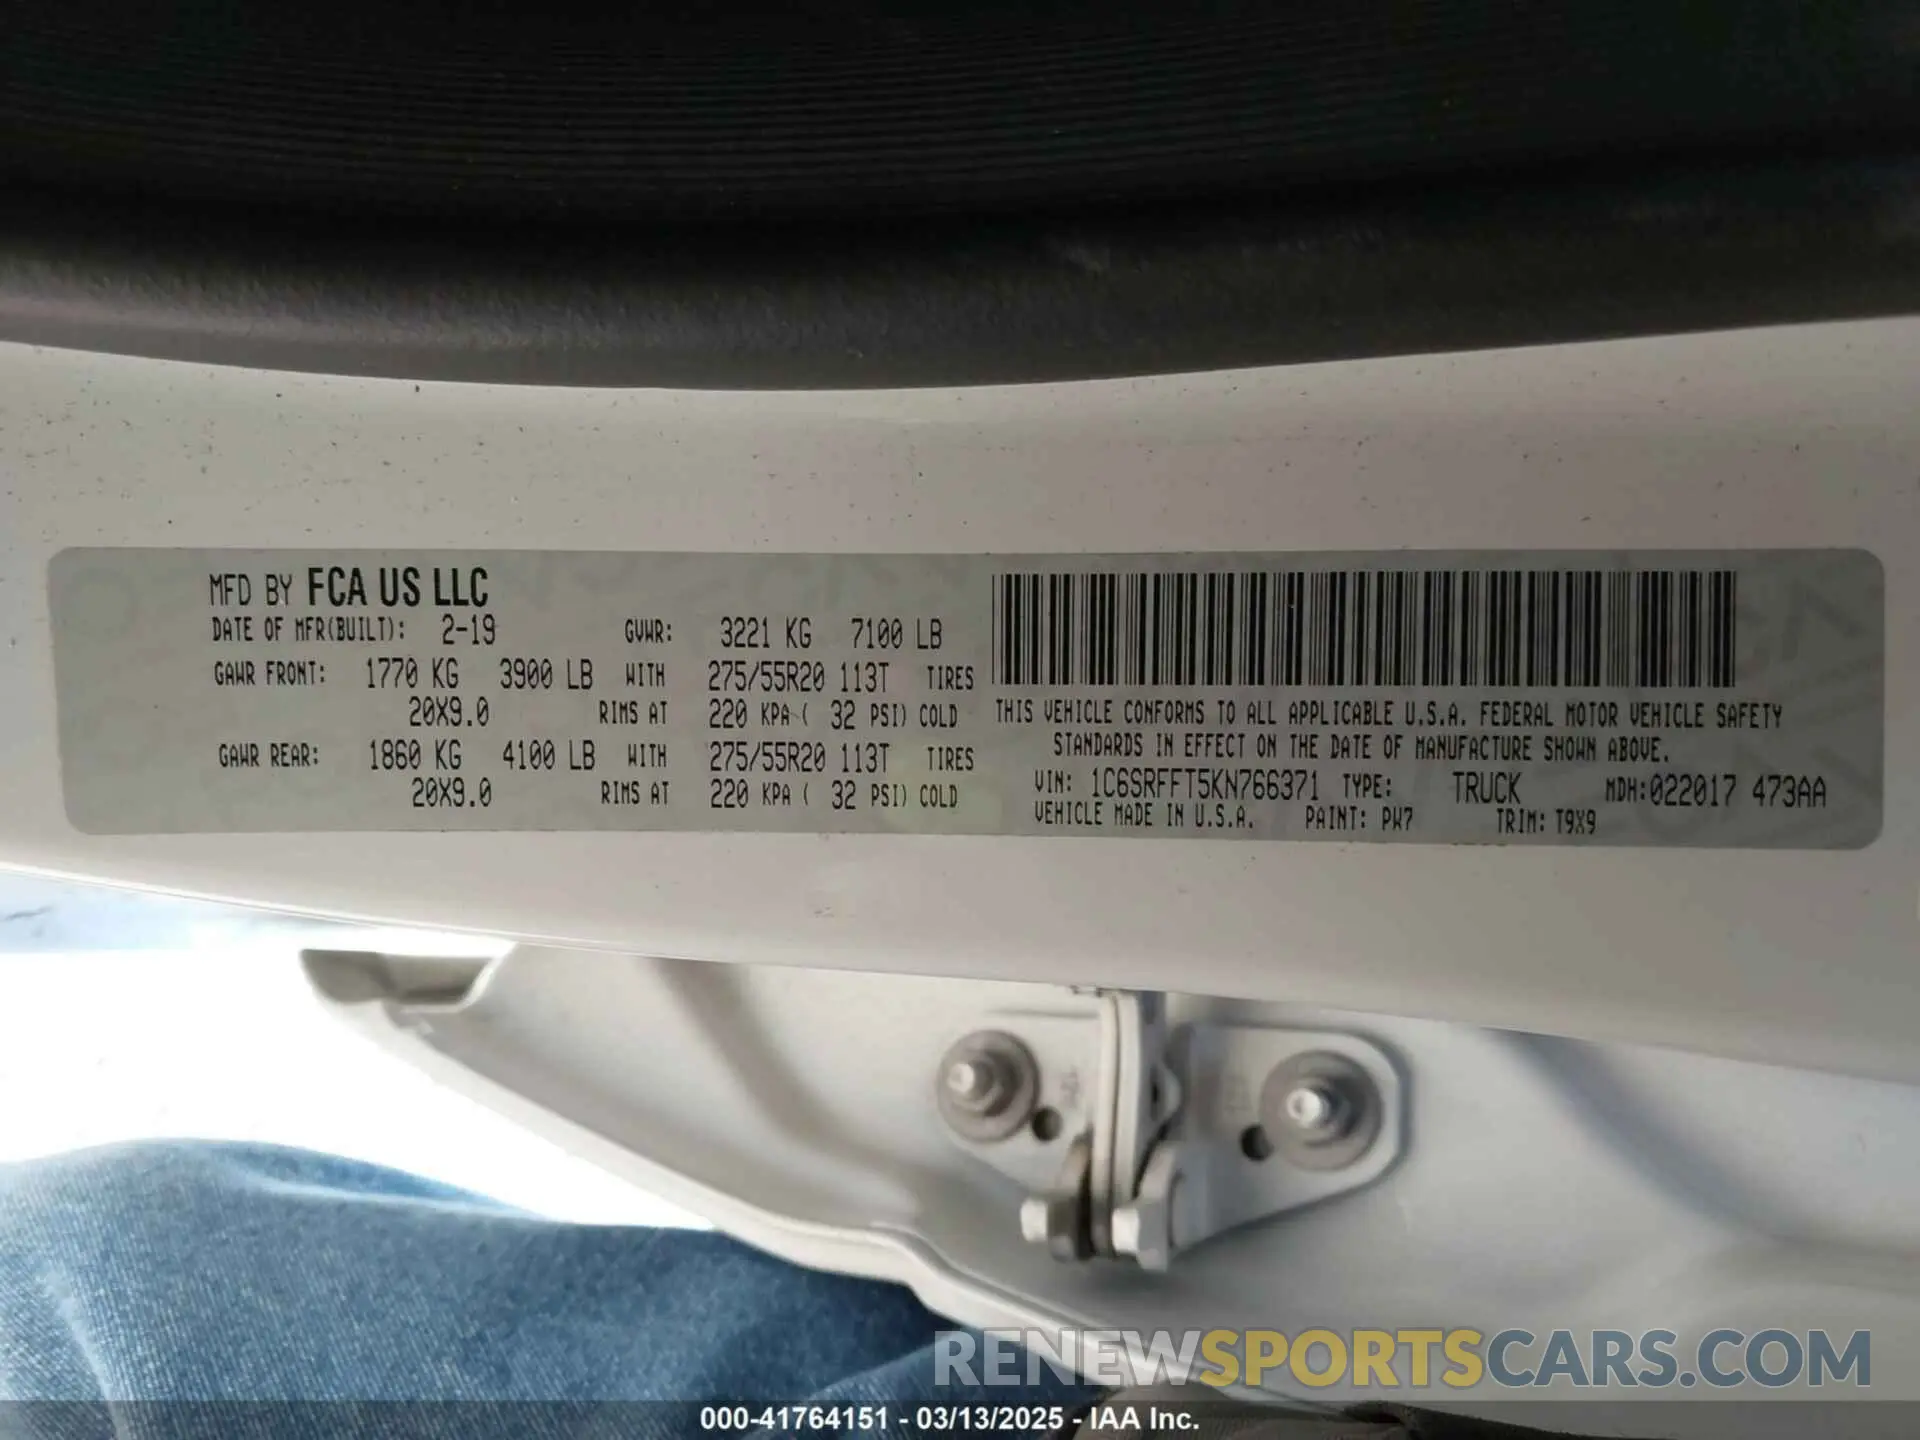 MFD BY FCA US LLC
DATE OF MFR(BUILT): 2-19 GVWR: 3221 KG 7100 LB
GAWR FRONT: 1770 KG 3900 LB WITH 275/55R20 113T TIRES
20X9.0 RIMS AT 220 KPA ( 32 PSI) COLD
GAWR REAR: 1860 KG 4100 LB WITH 275/55R20 113T TIRES
20X9.0 RIMS AT 220 KPA ( 32 PSI) COLD
THIS VEHICLE CONFORMS TO ALL APPLICABLE U.S.A. FEDERAL MOTOR VEHICLE SAFETY
STANDARDS IN EFFECT ON THE DATE OF MANUFACTURE SHOWN ABOVE.
VIN: 1C6SRFFT5KN766371 TYPE: TRUCK MDH:022017 473AA
VEHICLE MADE IN U.S.A. PAINT: PW7 TRIM: T9X9
RENEWSPORTSCARS.COM
000-41764151 - 03/13/2025 - IAA Inc.